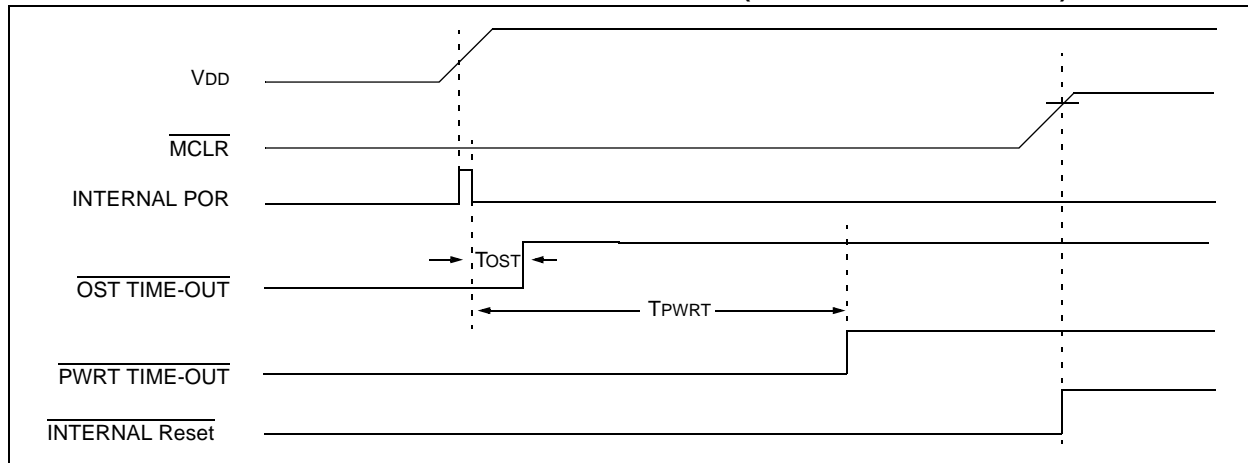 VDD
MCLR
INTERNAL POR
TOST
OST TIME-OUT
TPWRT
PWRT TIME-OUT
INTERNAL Reset